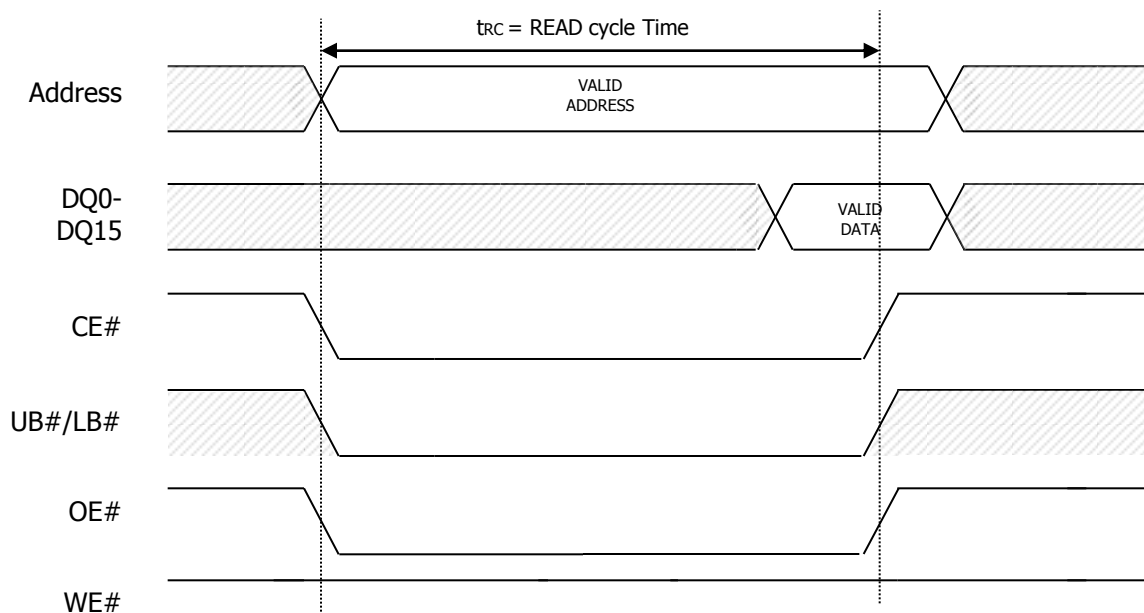 tRC = READ cycle Time
Address
VALID
ADDRESS
DQ0-
DQ15
VALID
DATA
CE#
UB#/LB#
OE#
WE#